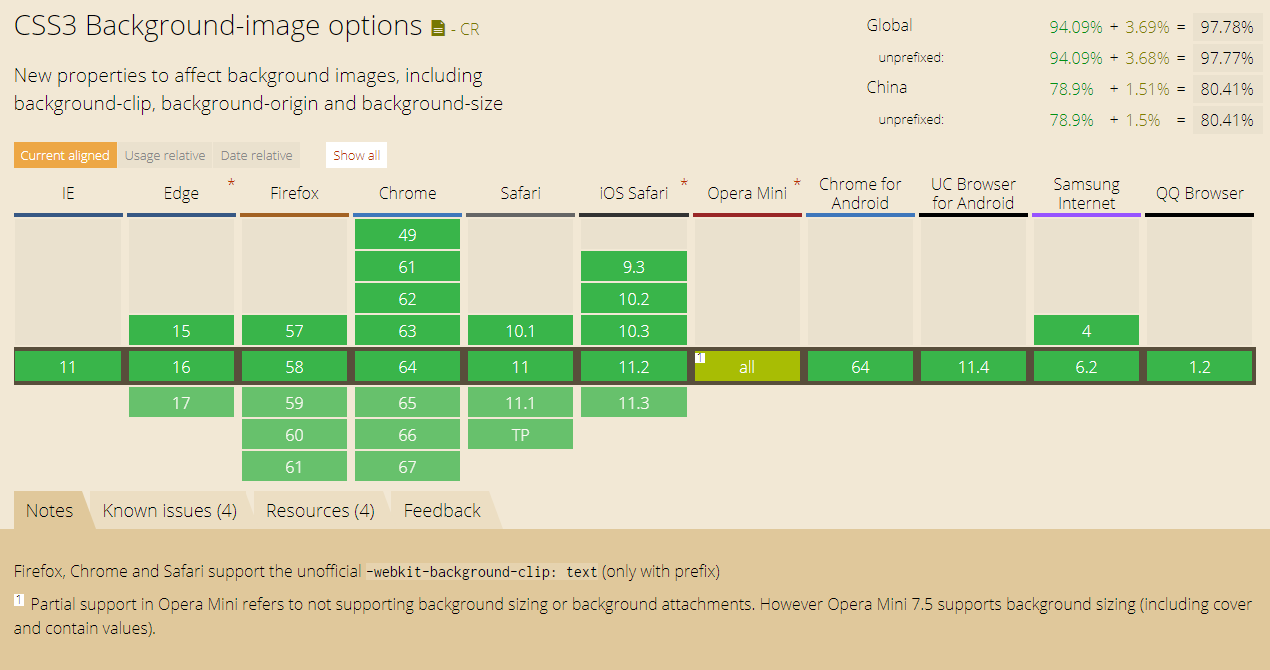 CSS3 Background-image options - CR
New properties to affect background images, including
background-clip, background-origin and background-size
Global 94.09% + 3.69% = 97.78%
unprefixed: 94.09% + 3.68% = 97.77%
China 78.9% + 1.51% = 80.41%
unprefixed: 78.9% + 1.5% = 80.41%
Current aligned Usage relative Date relative Show all
IE Edge * Firefox Chrome Safari iOS Safari * Opera Mini * Chrome for Android UC Browser for Android Samsung Internet QQ Browser
49
61 9.3
62 10.2
15 57 63 10.1 10.3 4
11 16 58 64 11 11.2 1 all 64 11.4 6.2 1.2
17 59 65 11.1 11.3
60 66 TP
61 67
Notes Known issues (4) Resources (4) Feedback
Firefox, Chrome and Safari support the unofficial -webkit-background-clip: text (only with prefix)
1 Partial support in Opera Mini refers to not supporting background sizing or background attachments. However Opera Mini 7.5 supports background sizing (including cover
and contain values).